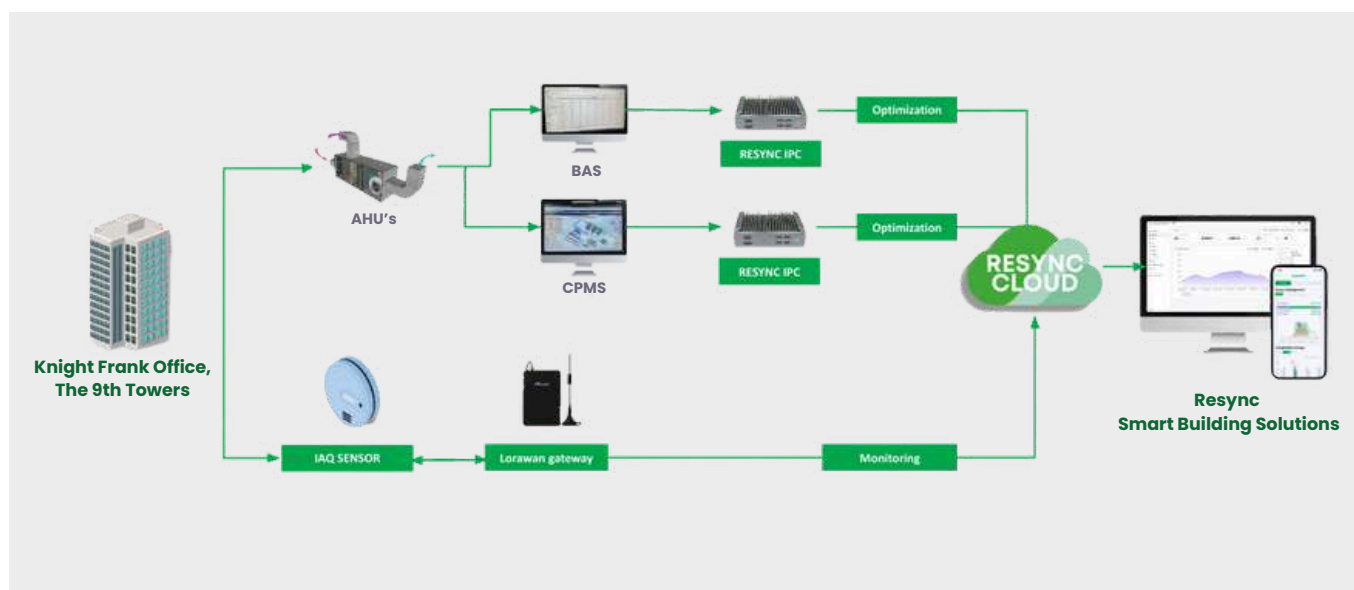 BAS
RESYNC IPC
Optimization
AHU's
CPMS
RESYNC IPC
Optimization
RESYNC
CLOUD
Knight Frank Office,
The 9th Towers
IAQ SENSOR
Lorawan gateway
Monitoring
Resync
Smart Building Solutions